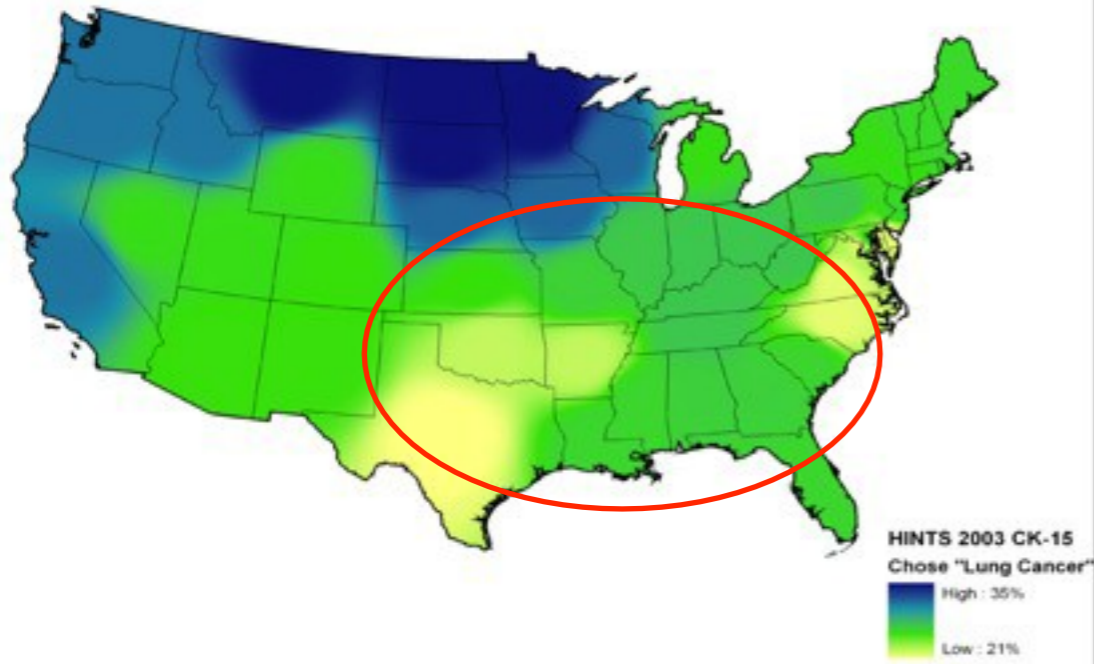 HINTS 2003 CK-15
Chose "Lung Cancer"
High : 35%
Low : 21%